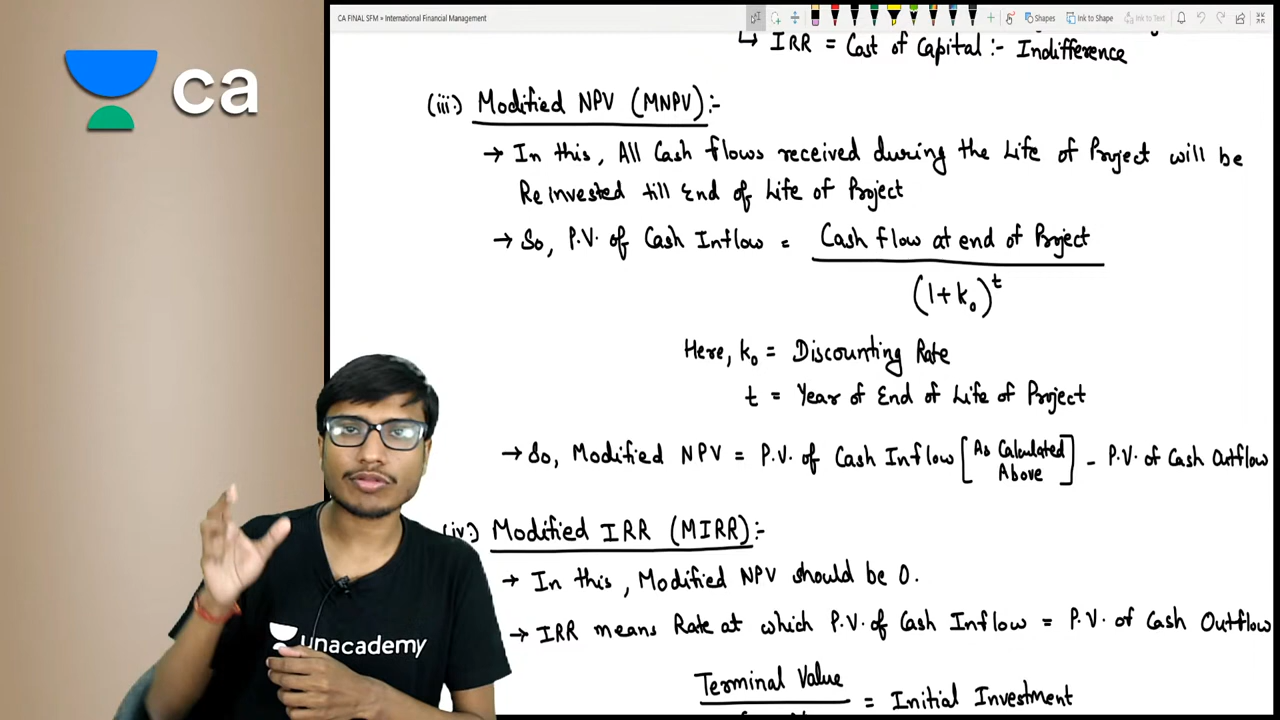 CA FINAL SFM » International Financial Management
Shapes
Ink to Shape
Ink to Text
ca
↳ IRR = Cost of Capital :- Indifference
(iii) Modified NPV (MNPV):-
→ In this, All Cash flows received during the Life of Project will be
Reinvested till End of Life of Project
→ So, P.V. of Cash Inflow = Cash flow at end of Project
(1+k₀)ᵗ
Here, k₀ = Discounting Rate
t = Year of End of Life of Project
→ So, Modified NPV = P.V. of Cash Inflow [As Calculated Above] - P.V. of Cash Outflow
(iv) Modified IRR (MIRR):-
→ In this, Modified NPV should be 0.
→ IRR means Rate at which P.V. of Cash Inflow = P.V. of Cash Outflow
unacademy
Terminal Value
= Initial Investment